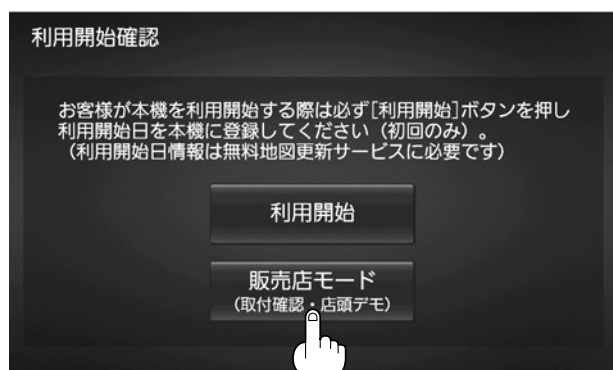 利用開始確認
お客様が本機を利用開始する際は必ず[利用開始]ボタンを押し
利用開始日を本機に登録してください（初回のみ）。
（利用開始日情報は無料地図更新サービスに必要です）
利用開始
販売店モード
(取付確認・店頭デモ)